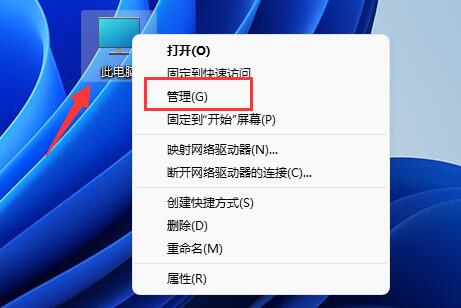 此电脑
打开(O)
固定到快速访问
管理(G)
固定到“开始”屏幕(P)
映射网络驱动器(N)...
断开网络驱动器的连接(C)...
创建快捷方式(S)
删除(D)
重命名(M)
属性(R)